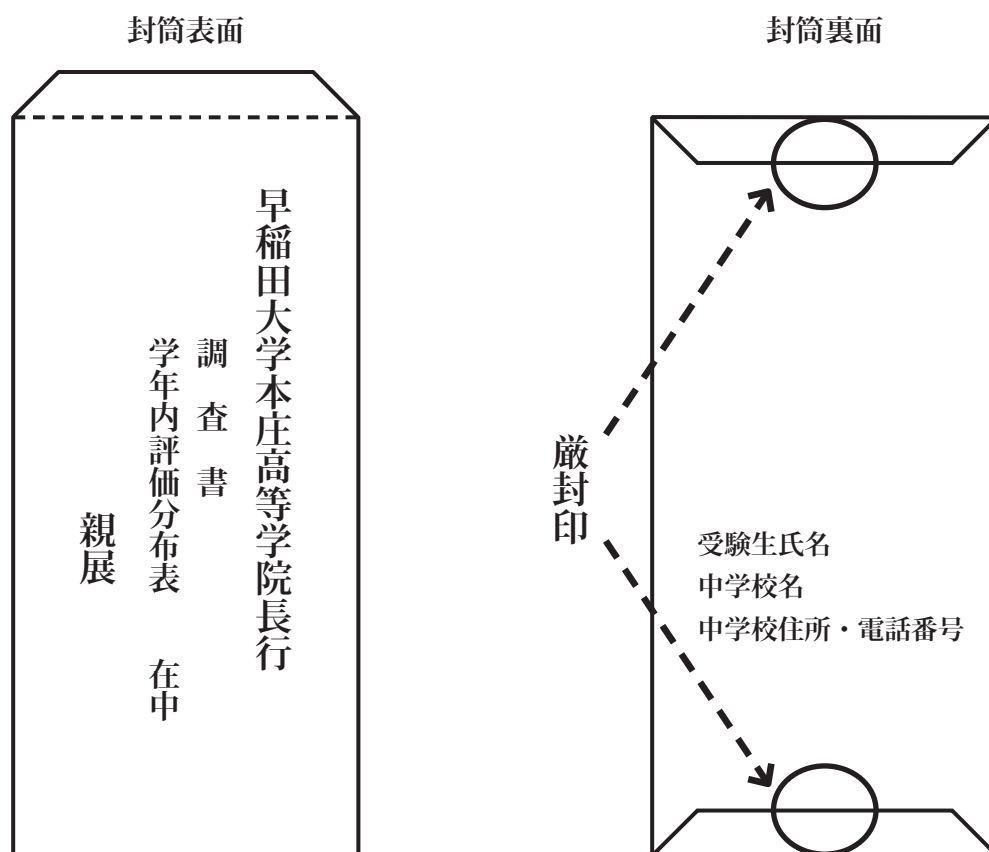 封筒表面
早稲田大学本庄高等学院長行
調査書
学年内評価分布表 在中
親展
封筒裏面
厳封印
受験生氏名
中学校名
中学校住所・電話番号